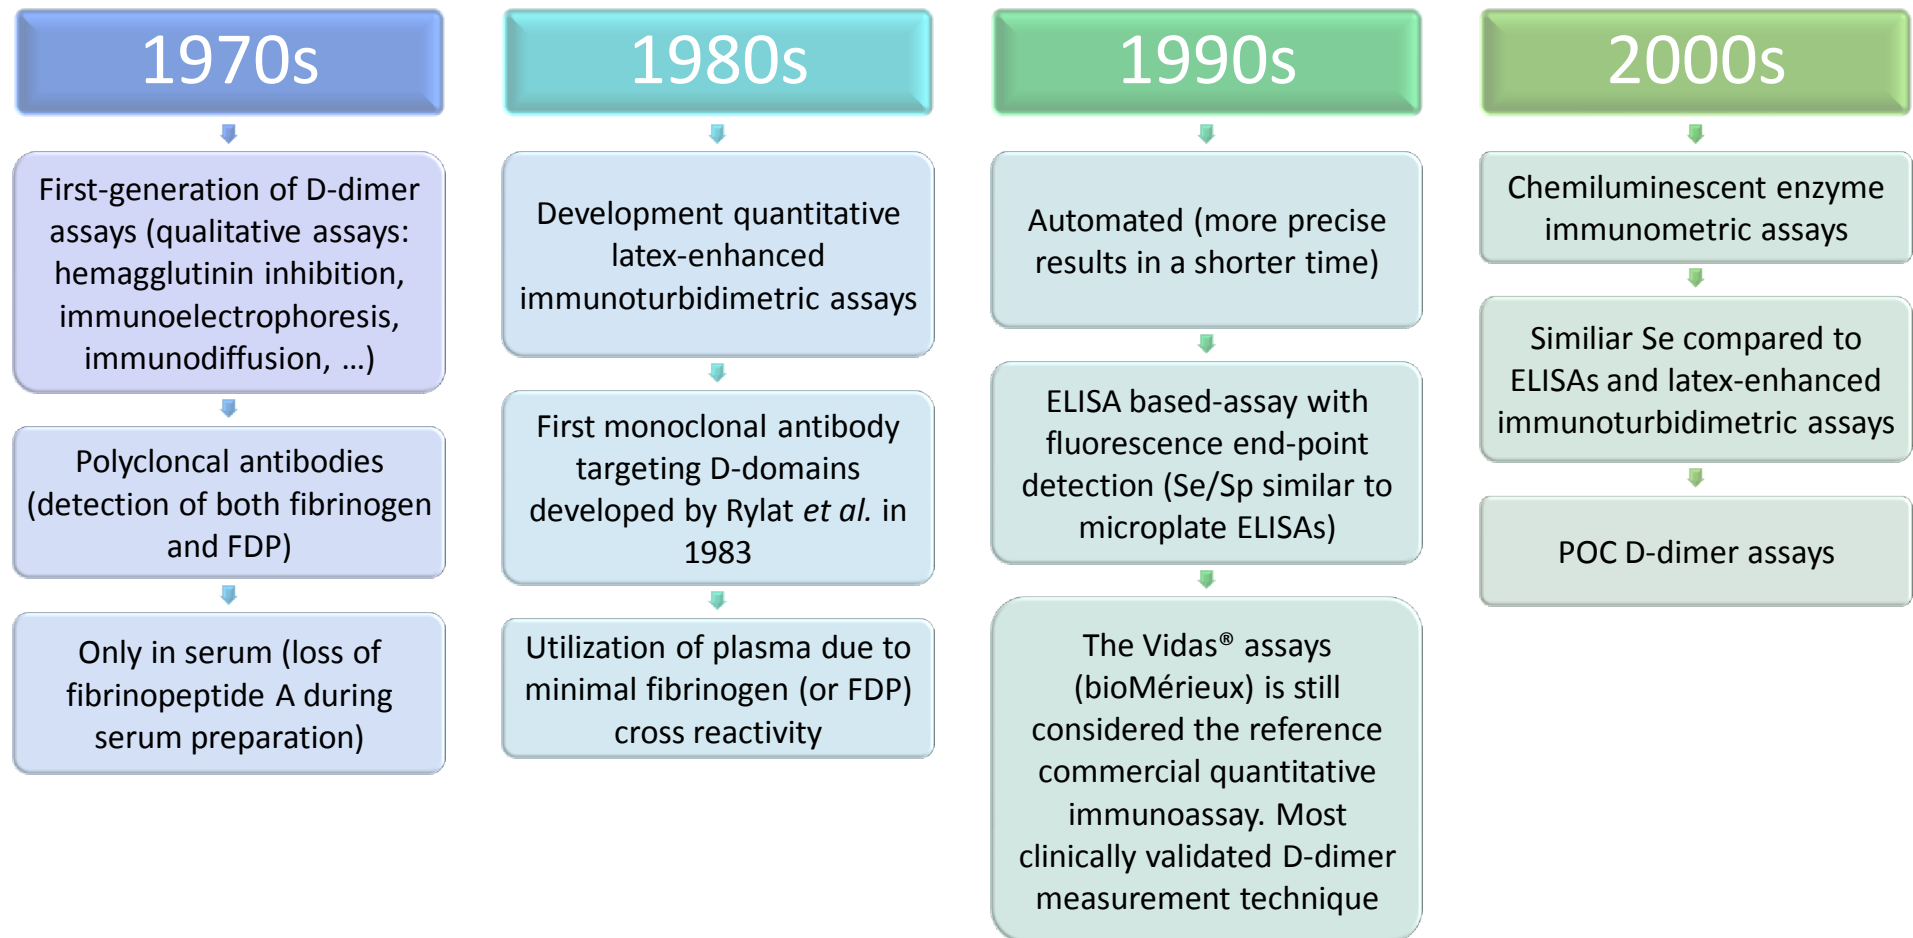 1970s
First-generation of D-dimer
assays (qualitative assays:
hemagglutinin inhibition,
immunoelectrophoresis,
immunodiffusion, ...)
Polycloncal antibodies
(detection of both fibrinogen
and FDP)
Only in serum (loss of
fibrinopeptide A during
serum preparation)
1980s
Development quantitative
latex-enhanced
immunoturbidimetric assays
First monoclonal antibody
targeting D-domains
developed by Rylat et al. in
1983
Utilization of plasma due to
minimal fibrinogen (or FDP)
cross reactivity
1990s
Automated (more precise
results in a shorter time)
ELISA based-assay with
fluorescence end-point
detection (Se/Sp similar to
microplate ELISAs)
The Vidas® assays
(bioMérieux) is still
considered the reference
commercial quantitative
immunoassay. Most
clinically validated D-dimer
measurement technique
2000s
Chemiluminescent enzyme
immunometric assays
Similiar Se compared to
ELISAs and latex-enhanced
immunoturbidimetric assays
POC D-dimer assays